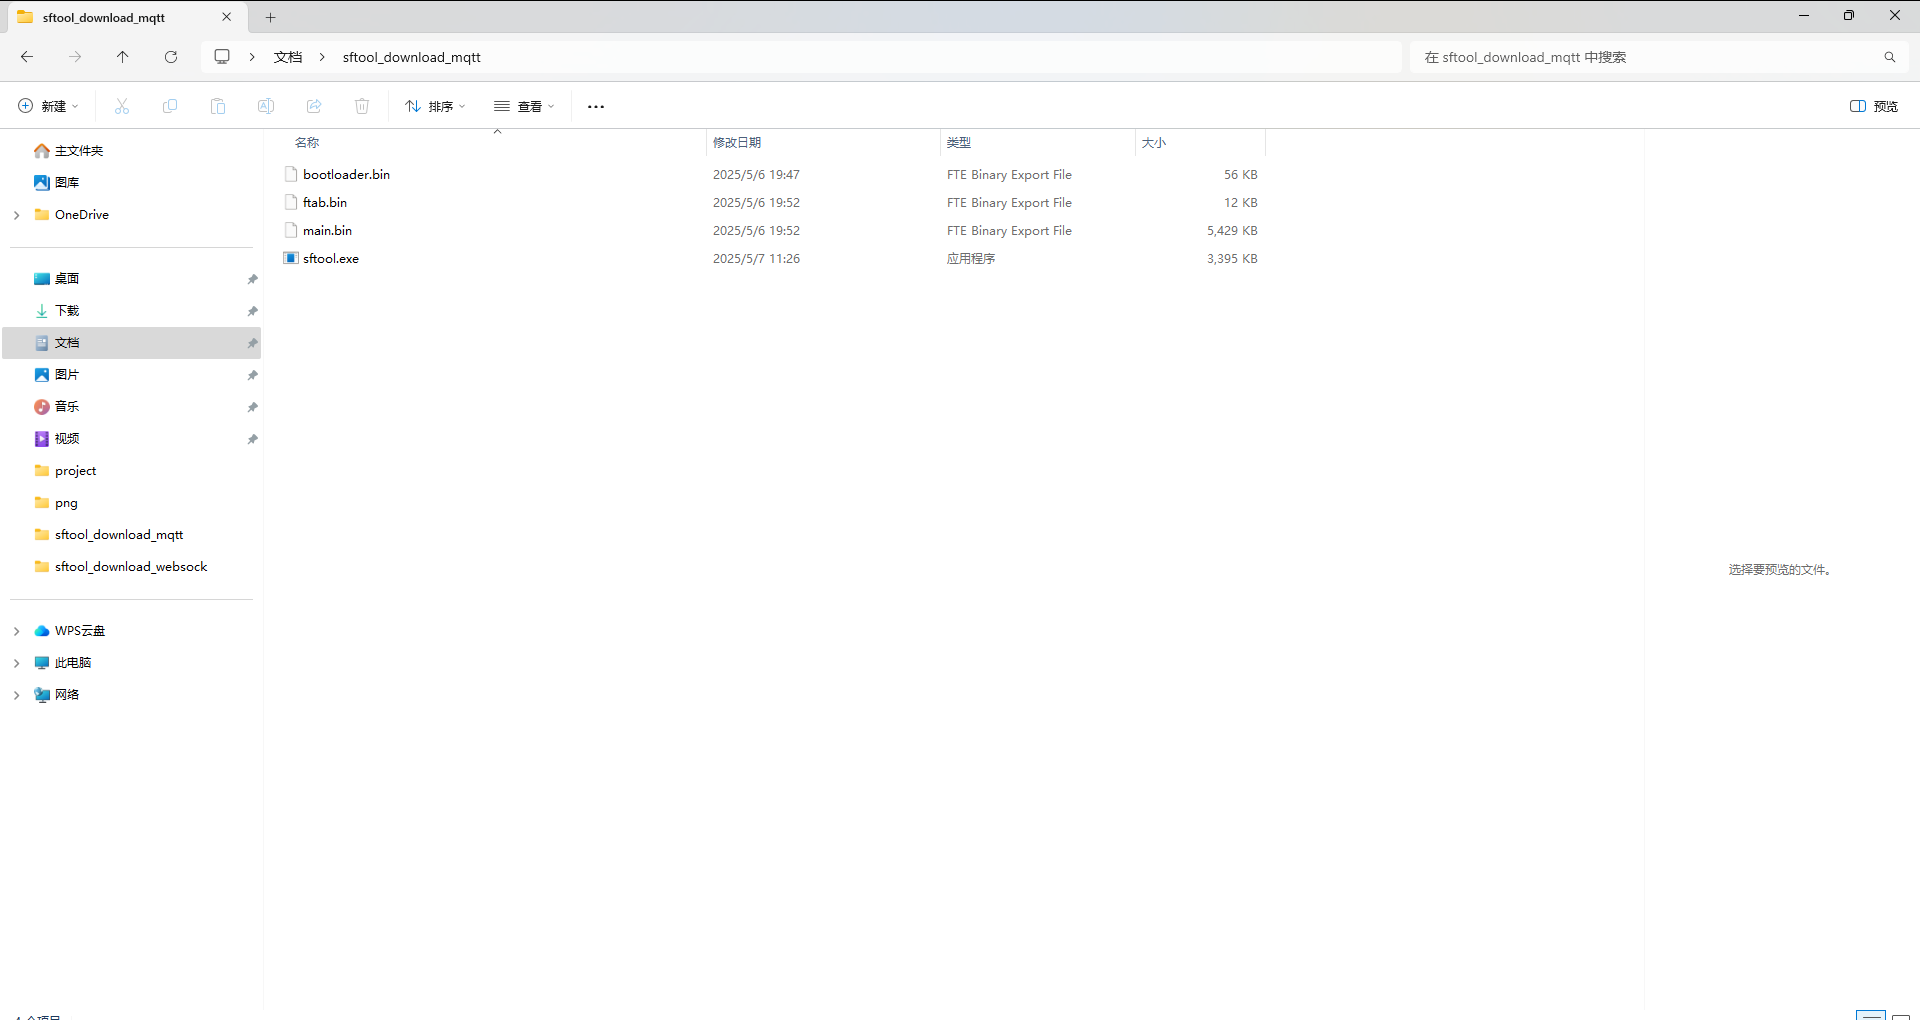 sftool_download_mqtt
文档 sftool_download_mqtt 在 sftool_download_mqtt 中搜索
新建 排序 查看 预览
名称 修改日期 类型 大小
bootloader.bin 2025/5/6 19:47 FTE Binary Export File 56 KB
ftab.bin 2025/5/6 19:52 FTE Binary Export File 12 KB
main.bin 2025/5/6 19:52 FTE Binary Export File 5,429 KB
sftool.exe 2025/5/7 11:26 应用程序 3,395 KB
主文件夹
图库
OneDrive
桌面
下载
文档
图片
音乐
视频
project
png
sftool_download_mqtt
sftool_download_websock
WPS云盘
此电脑
网络
选择要预览的文件。